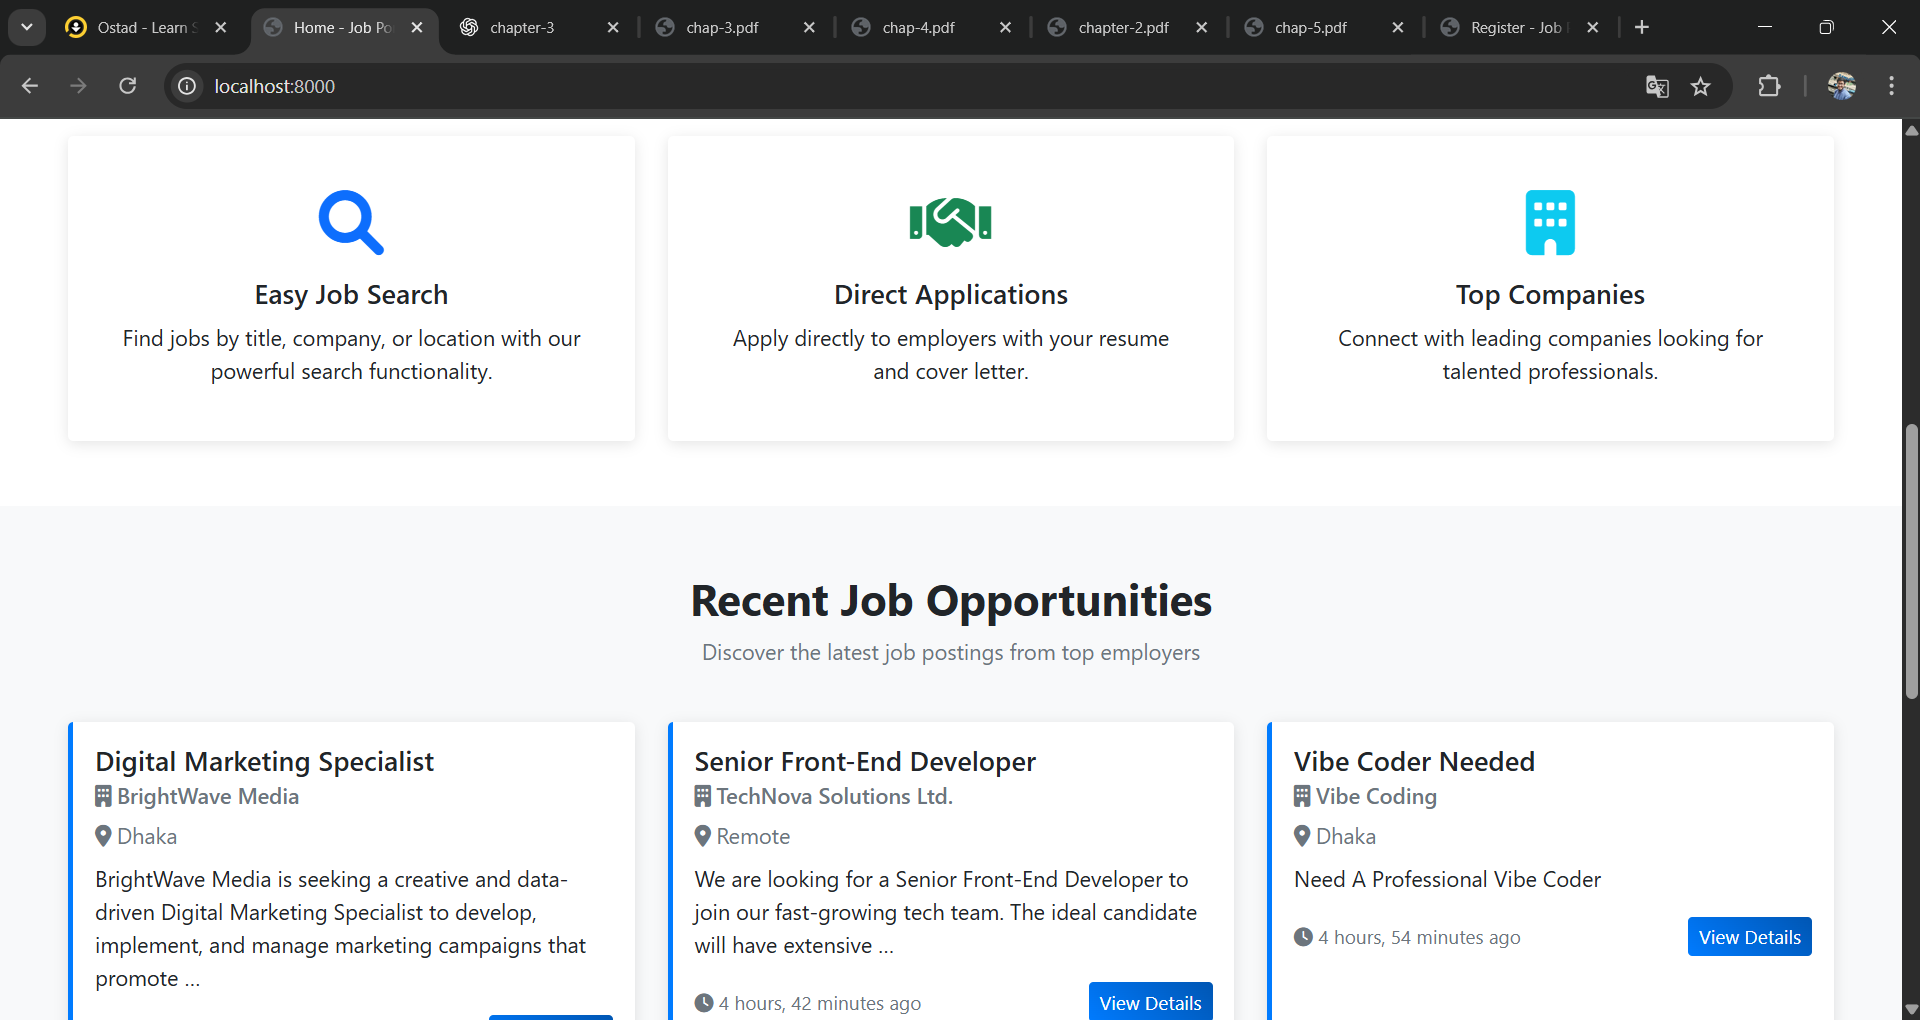 Ostad - Learn
Home - Job Po
chapter-3
chap-3.pdf
chap-4.pdf
chapter-2.pdf
chap-5.pdf
Register - Job
localhost:8000
Easy Job Search
Find jobs by title, company, or location with our
powerful search functionality.
Direct Applications
Apply directly to employers with your resume
and cover letter.
Top Companies
Connect with leading companies looking for
talented professionals.
Recent Job Opportunities
Discover the latest job postings from top employers
Digital Marketing Specialist
BrightWave Media
Dhaka
BrightWave Media is seeking a creative and data-
driven Digital Marketing Specialist to develop,
implement, and manage marketing campaigns that
promote ...
Senior Front-End Developer
TechNova Solutions Ltd.
Remote
We are looking for a Senior Front-End Developer to
join our fast-growing tech team. The ideal candidate
will have extensive ...
4 hours, 42 minutes ago
View Details
Vibe Coder Needed
Vibe Coding
Dhaka
Need A Professional Vibe Coder
4 hours, 54 minutes ago
View Details